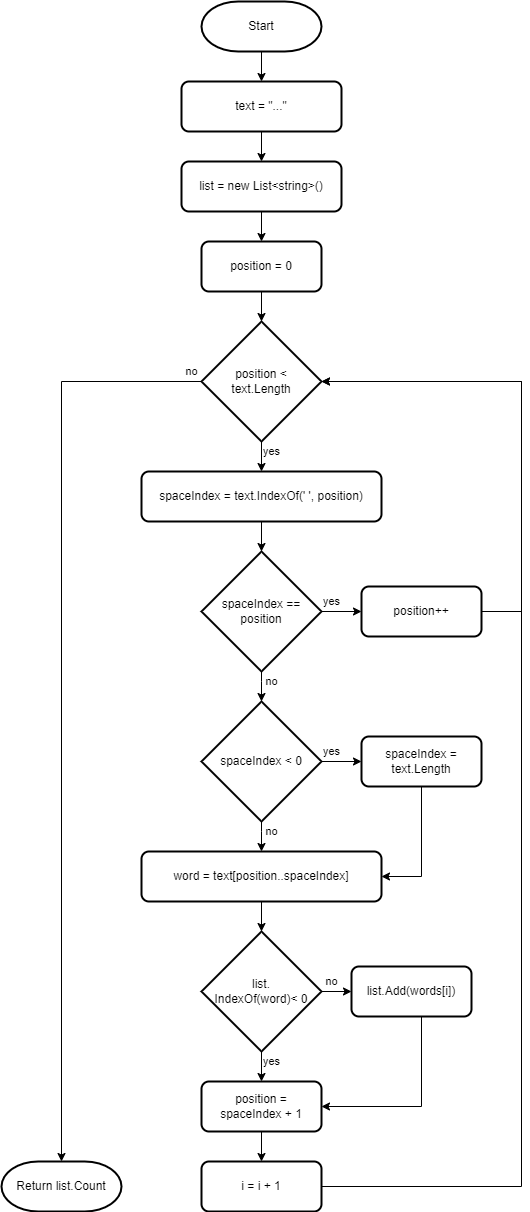 Start
text = "..."
list = new List<string>()
position = 0
position <
text.Length
no
yes
spaceIndex = text.IndexOf(' ', position)
spaceIndex ==
position
yes
position++
no
spaceIndex < 0
yes
spaceIndex =
text.Length
no
word = text[position..spaceIndex]
list.
IndexOf(word)< 0
no
list.Add(words[i])
yes
position =
spaceIndex + 1
Return list.Count
i = i + 1